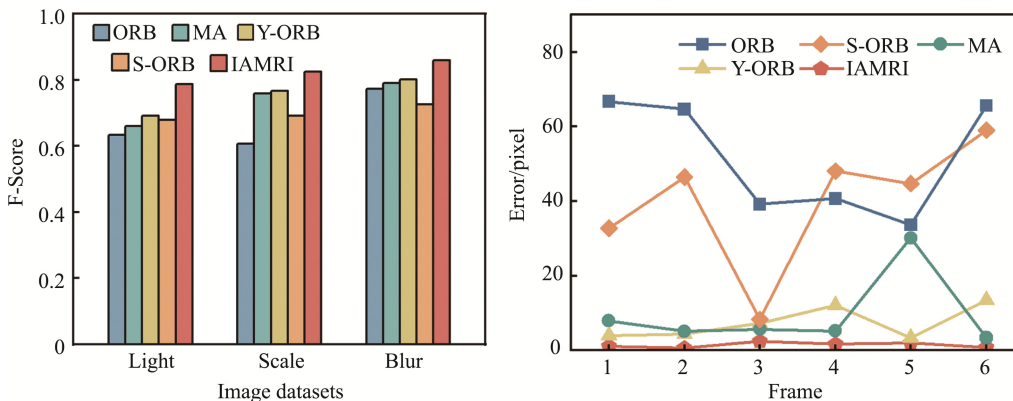 1.0
0.8
0.6
0.4
0.2
0
F-Score
ORB MA Y-ORB
S-ORB IAMRI
Light Scale Blur
Image datasets
80
60
40
20
0
Error/pixel
ORB S-ORB MA
Y-ORB IAMRI
1 2 3 4 5 6
Frame